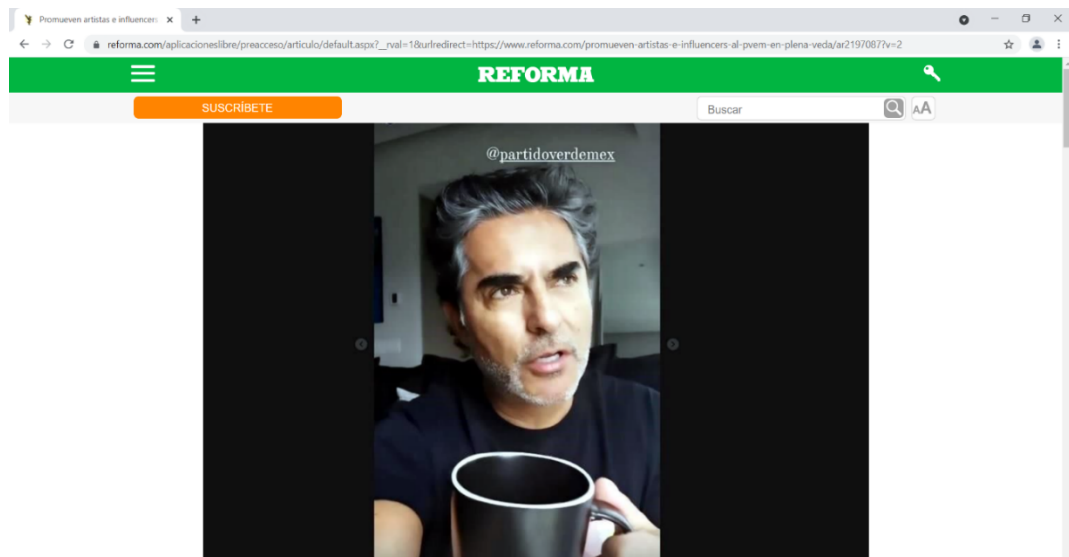 Promueven artistas e influencers
reforma.com/aplicacioneslibre/preacceso/articulo/default.aspx?__rval=1&urlredirect=https://www.reforma.com/promueven-artistas-e-influencers-al-pvem-en-plena-veda/ar2197087?v=2
REFORMA
SUSCRÍBETE
Buscar
AA
@partidoverdemex